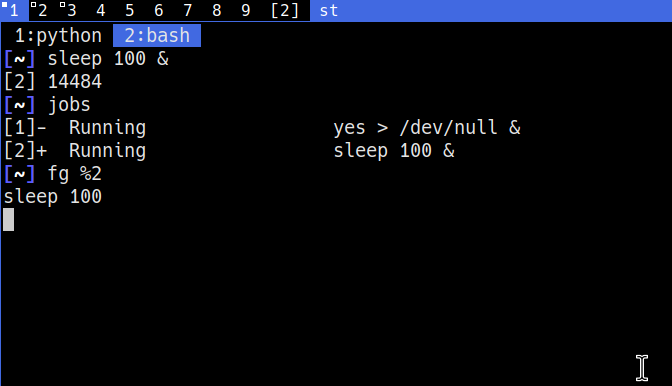 1 2 3 4 5 6 7 8 9 [2] st
1:python 2:bash
[~] sleep 100 &
[2] 14484
[~] jobs
[1]-  Running                 yes > /dev/null &
[2]+  Running                 sleep 100 &
[~] fg %2
sleep 100